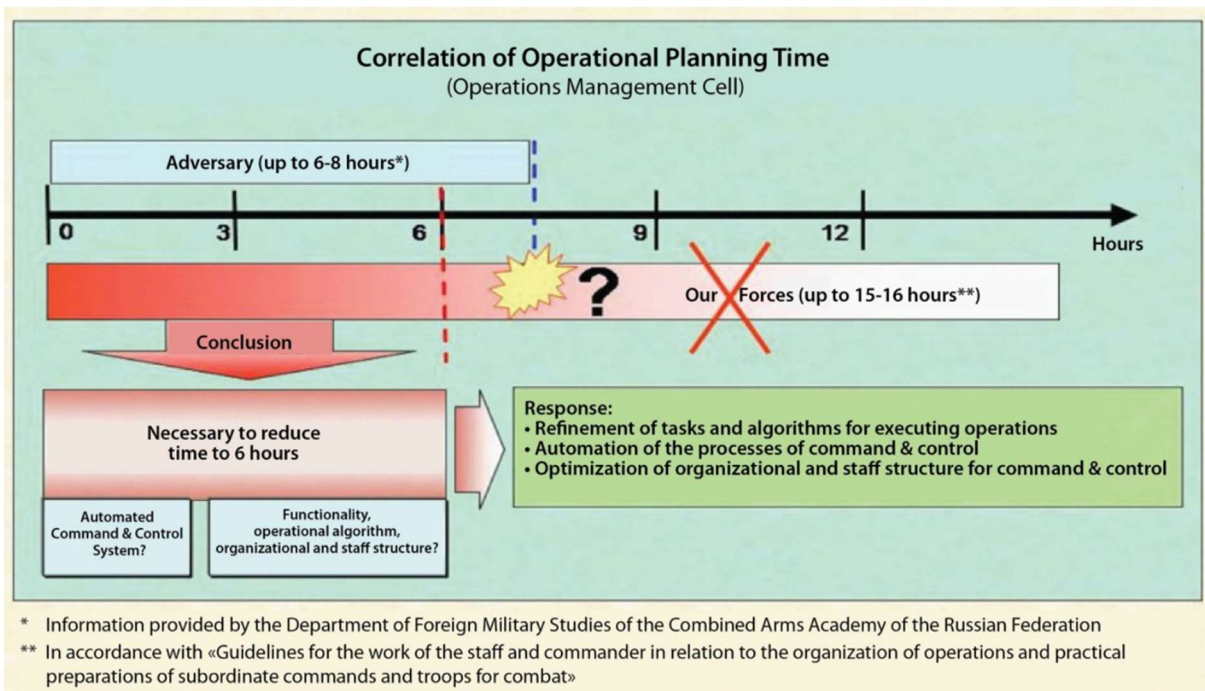 Correlation of Operational Planning Time
(Operations Management Cell)
Adversary (up to 6-8 hours*)
0 3 6 9 12
Hours
?
Our Forces (up to 15-16 hours**)
Conclusion
Necessary to reduce
time to 6 hours
Response:
• Refinement of tasks and algorithms for executing operations
• Automation of the processes of command & control
• Optimization of organizational and staff structure for command & control
Automated
Command & Control
System?
Functionality,
operational algorithm,
organizational and staff structure?
* Information provided by the Department of Foreign Military Studies of the Combined Arms Academy of the Russian Federation
** In accordance with «Guidelines for the work of the staff and commander in relation to the organization of operations and practical
preparations of subordinate commands and troops for combat»